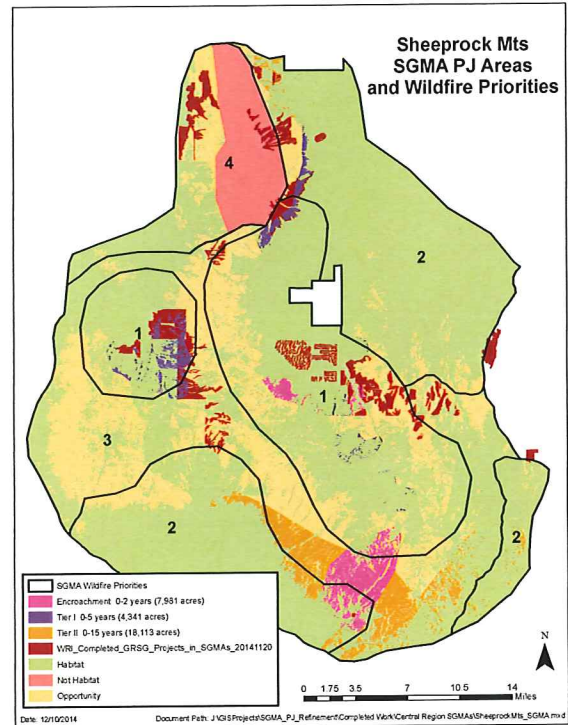 Sheeprock Mts
SGMA PJ Areas
and Wildfire Priorities
4
2
1
1
3
2
2
SGMA Wildfire Priorities
Encroachment 0-2 years (7,981 acres)
Tier I 0-5 years (4,341 acres)
Tier II 0-15 years (18,113 acres)
WRI_Completed_GRSG_Projects_in_SGMAs_20141120
Habitat
Not Habitat
Opportunity
N
0 1.75 3.5 7 10.5 14
Miles
Date: 12/10/2014 Document Path: J:\GISProjects\SGMA_PJ_Refinement\Completed Work\Central Region SGMAs\SheeprockMts_SGMA.mxd